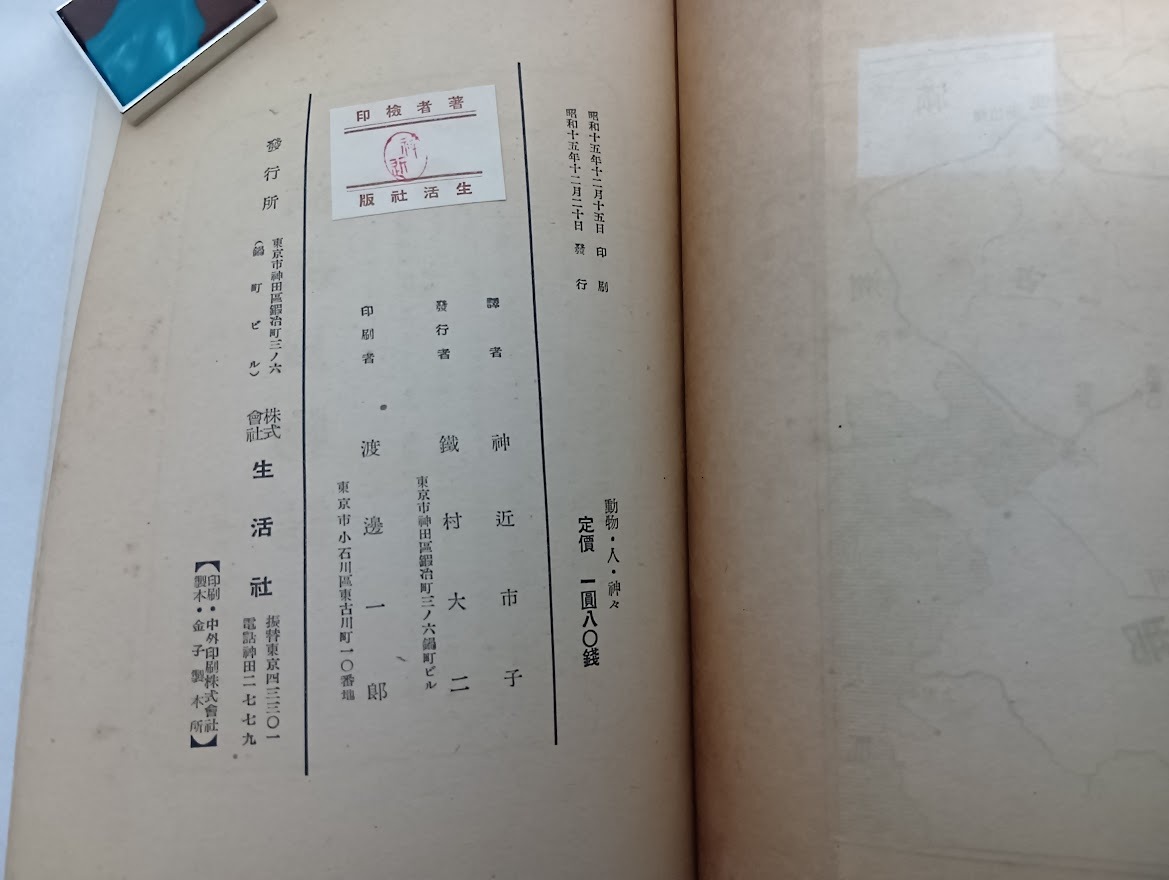 昭和十五年十二月十五日 印刷
昭和十五年十二月二十日 發行
動物・人・神々
定價 一圓八〇錢
譯者 神近市子
發行者 鐵村大二
東京市神田區鍛冶町三ノ六鍋町ビル
印刷者 渡邊一郎
東京市小石川區東古川町一〇番地
著者檢印
神近
生活社版
發行所
東京市神田區鍛冶町三ノ六
(鍋町ビル)
株式會社
生活社
振替東京四三三〇一
電話神田二七七九
【印刷・中外印刷株式會社
製本・金子製本所】